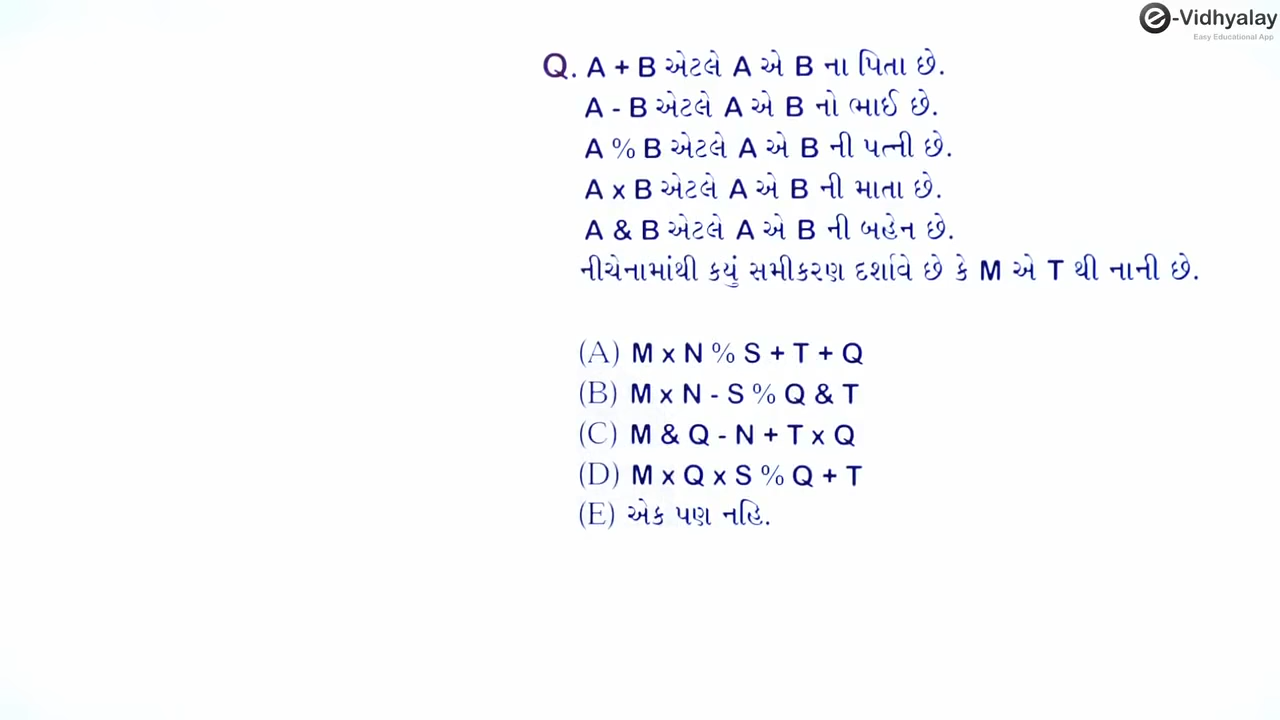 e-Vidhyalay
Easy Educational App
Q. A + B એટલે A એ B ના પિતા છે.
A - B એટલે A એ B નો ભાઈ છે.
A % B એટલે A એ B ની પત્ની છે.
A x B એટલે A એ B ની માતા છે.
A & B એટલે A એ B ની બહેન છે.
નીચેનામાંથી કયું સમીકરણ દર્શાવે છે કે M એ T થી નાની છે.
(A) M x N % S + T + Q
(B) M x N - S % Q & T
(C) M & Q - N + T x Q
(D) M x Q x S % Q + T
(E) એક પણ નહિ.